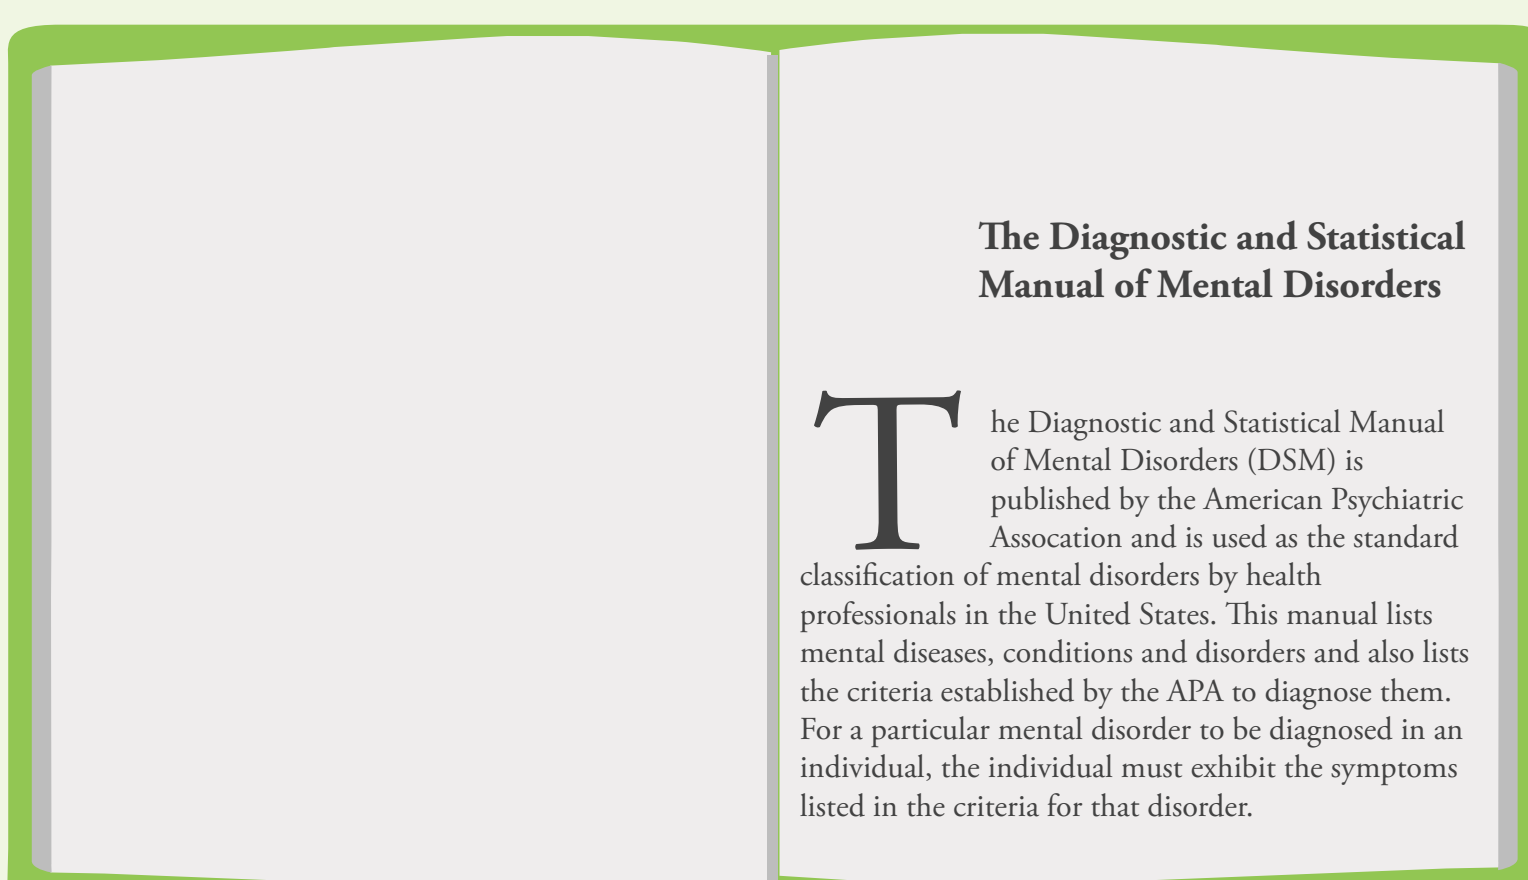 The Diagnostic and Statistical
Manual of Mental Disorders
The Diagnostic and Statistical Manual
of Mental Disorders (DSM) is
published by the American Psychiatric
Assocation and is used as the standard
classification of mental disorders by health
professionals in the United States. This manual lists
mental diseases, conditions and disorders and also lists
the criteria established by the APA to diagnose them.
For a particular mental disorder to be diagnosed in an
individual, the individual must exhibit the symptoms
listed in the criteria for that disorder.